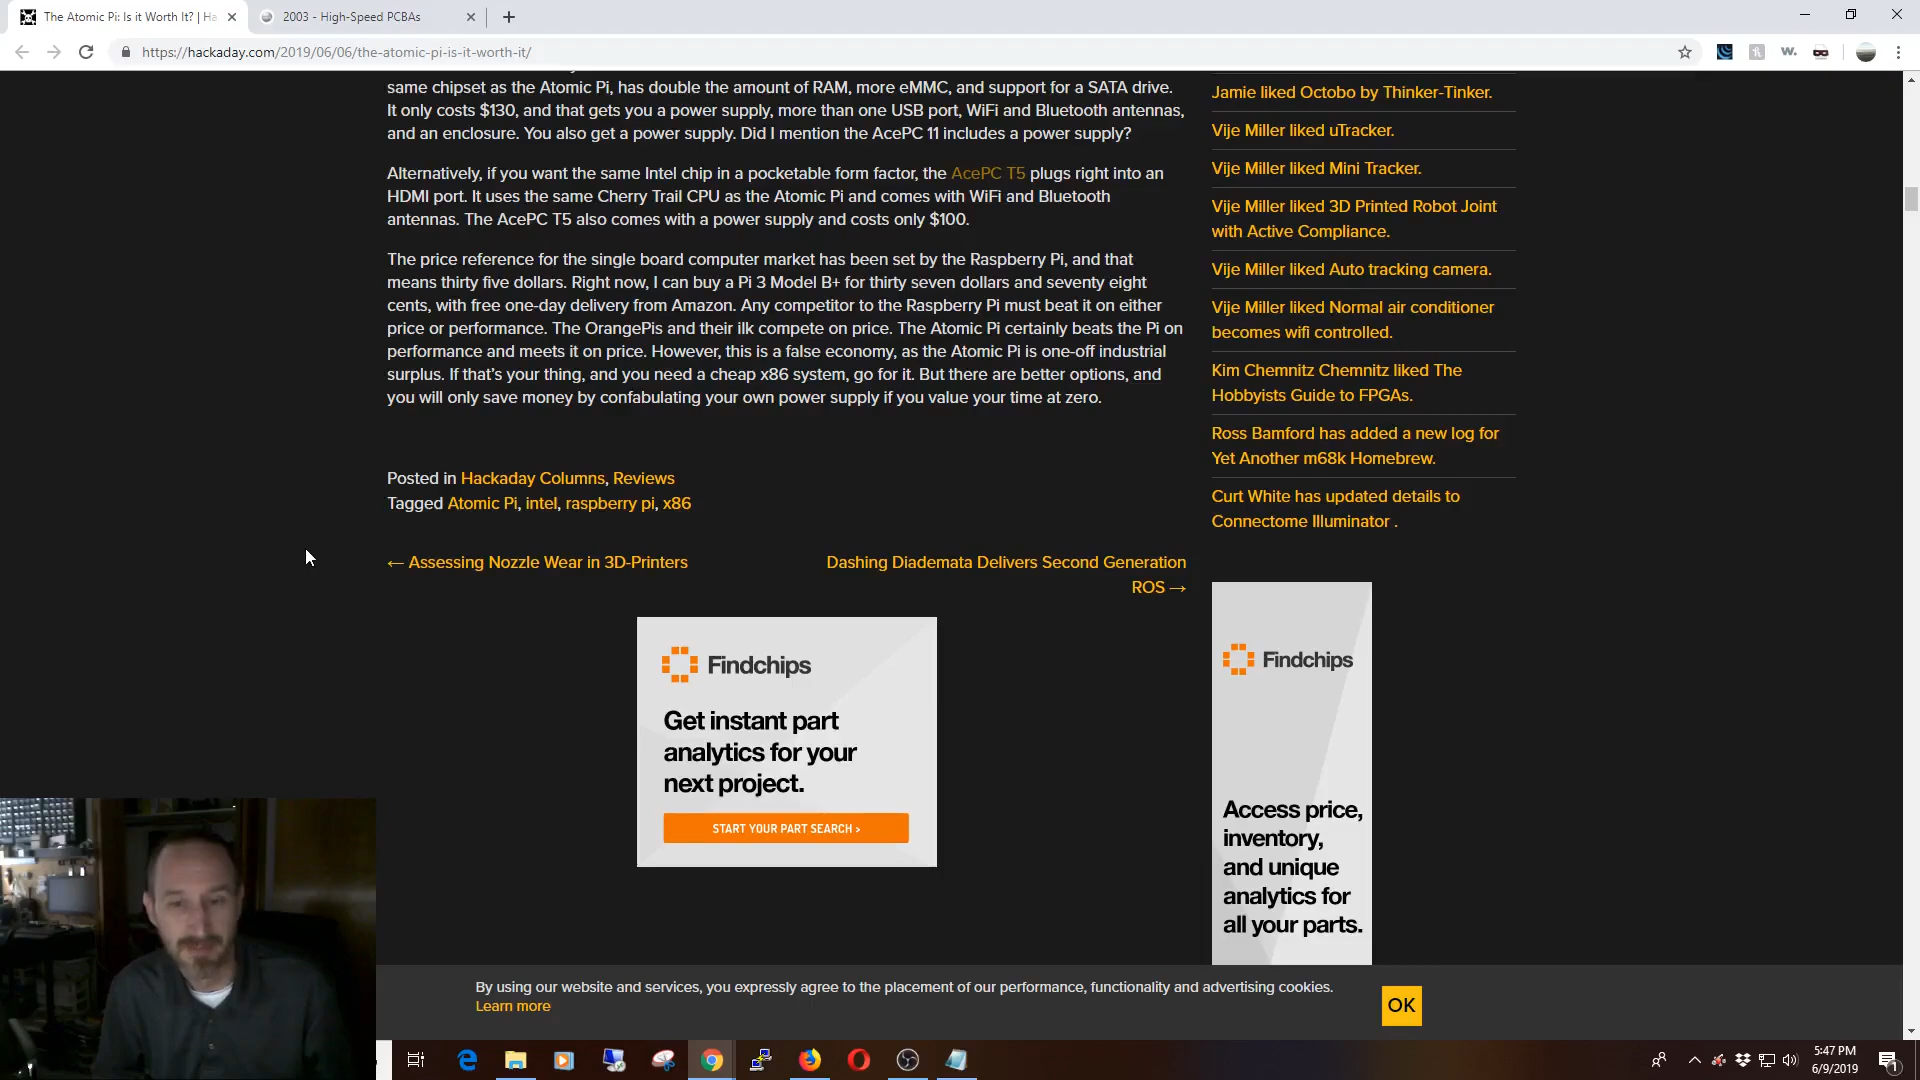 The Atomic Pi: Is it Worth It? | Ha
2003 - High-Speed PCBAs
https://hackaday.com/2019/06/06/the-atomic-pi-is-it-worth-it/
w.
same chipset as the Atomic Pi, has double the amount of RAM, more eMMC, and support for a SATA drive.
It only costs $130, and that gets you a power supply, more than one USB port, WiFi and Bluetooth antennas,
and an enclosure. You also get a power supply. Did I mention the AcePC 11 includes a power supply?
Alternatively, if you want the same Intel chip in a pocketable form factor, the AcePC T5 plugs right into an
HDMI port. It uses the same Cherry Trail CPU as the Atomic Pi and comes with WiFi and Bluetooth
antennas. The AcePC T5 also comes with a power supply and costs only $100.
The price reference for the single board computer market has been set by the Raspberry Pi, and that
means thirty five dollars. Right now, I can buy a Pi 3 Model B+ for thirty seven dollars and seventy eight
cents, with free one-day delivery from Amazon. Any competitor to the Raspberry Pi must beat it on either
price or performance. The OrangePis and their ilk compete on price. The Atomic Pi certainly beats the Pi on
performance and meets it on price. However, this is a false economy, as the Atomic Pi is one-off industrial
surplus. If that's your thing, and you need a cheap x86 system, go for it. But there are better options, and
you will only save money by confabulating your own power supply if you value your time at zero.
Posted in Hackaday Columns, Reviews
Tagged Atomic Pi, intel, raspberry pi, x86
← Assessing Nozzle Wear in 3D-Printers
Dashing Diademata Delivers Second Generation
ROS →
Findchips
Get instant part
analytics for your
next project.
START YOUR PART SEARCH >
Jamie liked Octobo by Thinker-Tinker.
Vije Miller liked uTracker.
Vije Miller liked Mini Tracker.
Vije Miller liked 3D Printed Robot Joint
with Active Compliance.
Vije Miller liked Auto tracking camera.
Vije Miller liked Normal air conditioner
becomes wifi controlled.
Kim Chemnitz Chemnitz liked The
Hobbyists Guide to FPGAs.
Ross Bamford has added a new log for
Yet Another m68k Homebrew.
Curt White has updated details to
Connectome Illuminator .
Findchips
Access price,
inventory,
and unique
analytics for
all your parts.
By using our website and services, you expressly agree to the placement of our performance, functionality and advertising cookies.
Learn more
OK
5:47 PM
6/9/2019
1